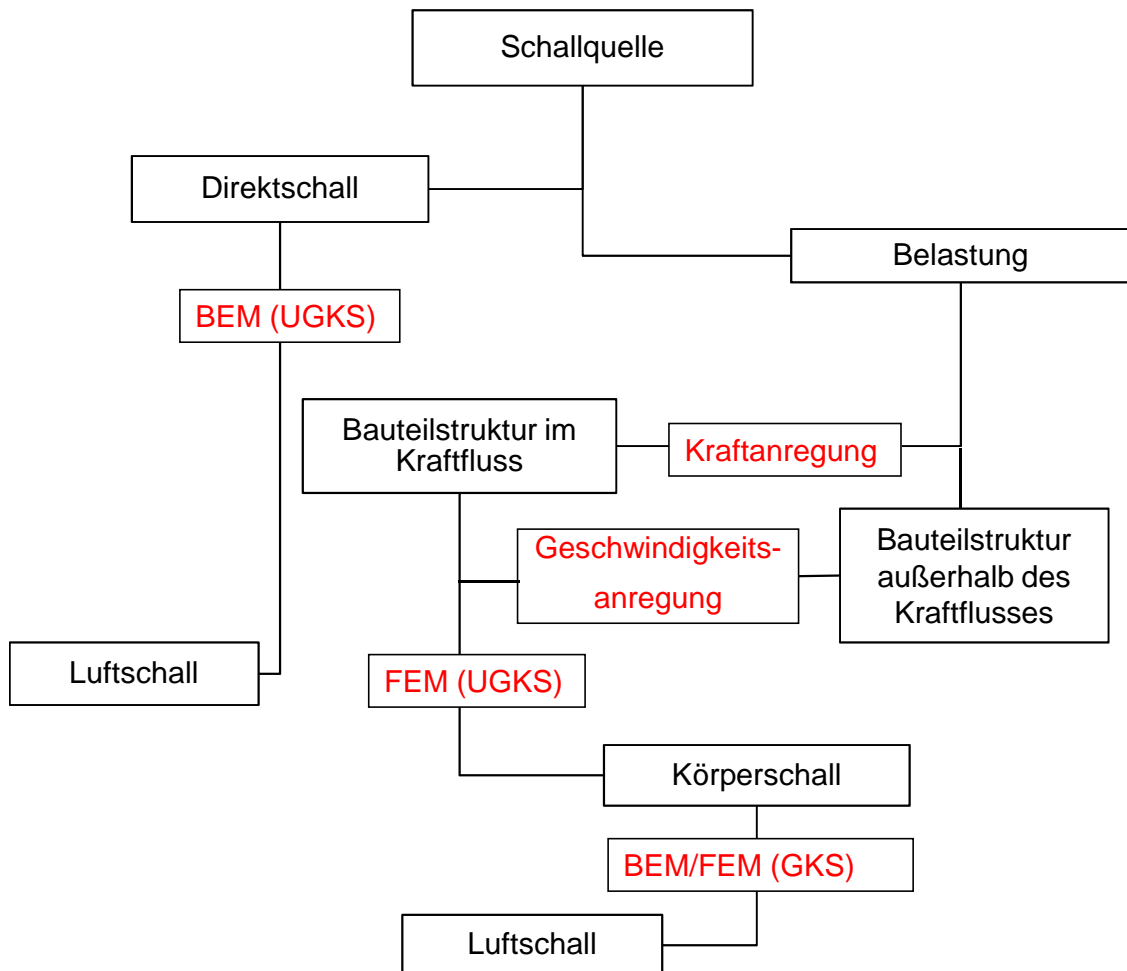 Schallquelle
Direktschall
Belastung
BEM (UGKS)
Bauteilstruktur im
Kraftfluss
Kraftanregung
Geschwindigkeits-
anregung
Bauteilstruktur
außerhalb des
Kraftflusses
Luftschall
FEM (UGKS)
Körperschall
BEM/FEM (GKS)
Luftschall